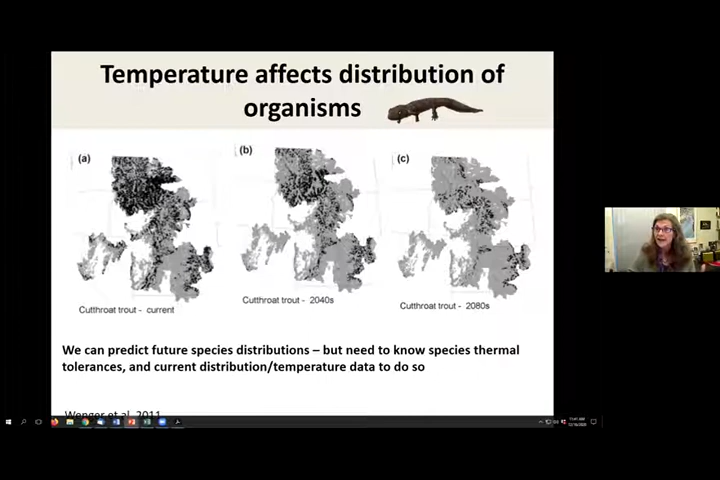 Temperature affects distribution of
organisms
(a)
(b)
(c)
Cutthroat trout - current
Cutthroat trout - 2040s
Cutthroat trout - 2080s
We can predict future species distributions – but need to know species thermal
tolerances, and current distribution/temperature data to do so
Wenger et al. 2011